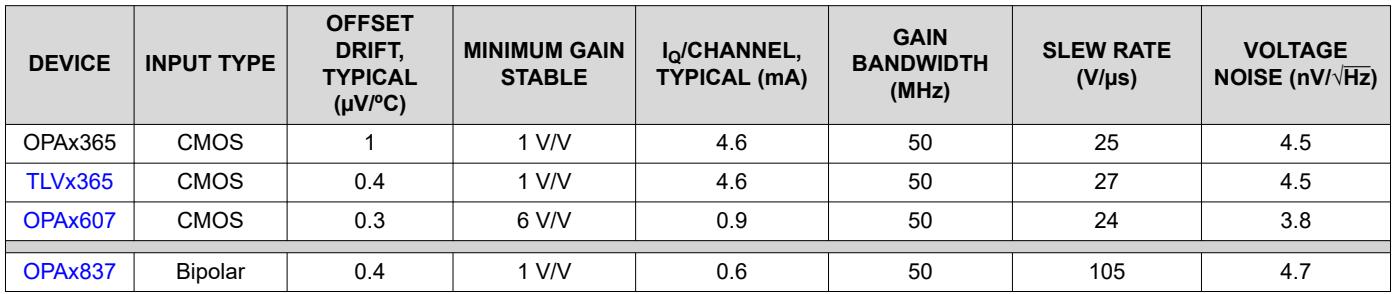 DEVICE INPUT TYPE OFFSET DRIFT, TYPICAL (µV/ºC) MINIMUM GAIN STABLE I_Q/CHANNEL, TYPICAL (mA) GAIN BANDWIDTH (MHz) SLEW RATE (V/µs) VOLTAGE NOISE (nV/√Hz)
OPAx365 CMOS 1 1 V/V 4.6 50 25 4.5
TLVx365 CMOS 0.4 1 V/V 4.6 50 27 4.5
OPAx607 CMOS 0.3 6 V/V 0.9 50 24 3.8
OPAx837 Bipolar 0.4 1 V/V 0.6 50 105 4.7